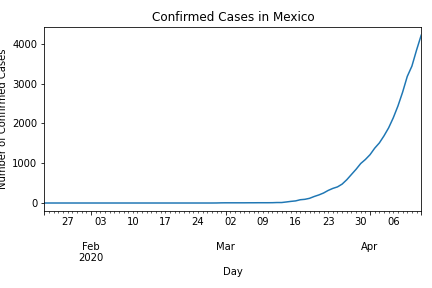 Confirmed Cases in Mexico
Number of Confirmed Cases
4000
3000
2000
1000
0
27 03 10 17 24 02 09 16 23 30 06
Feb Mar Apr
2020
Day